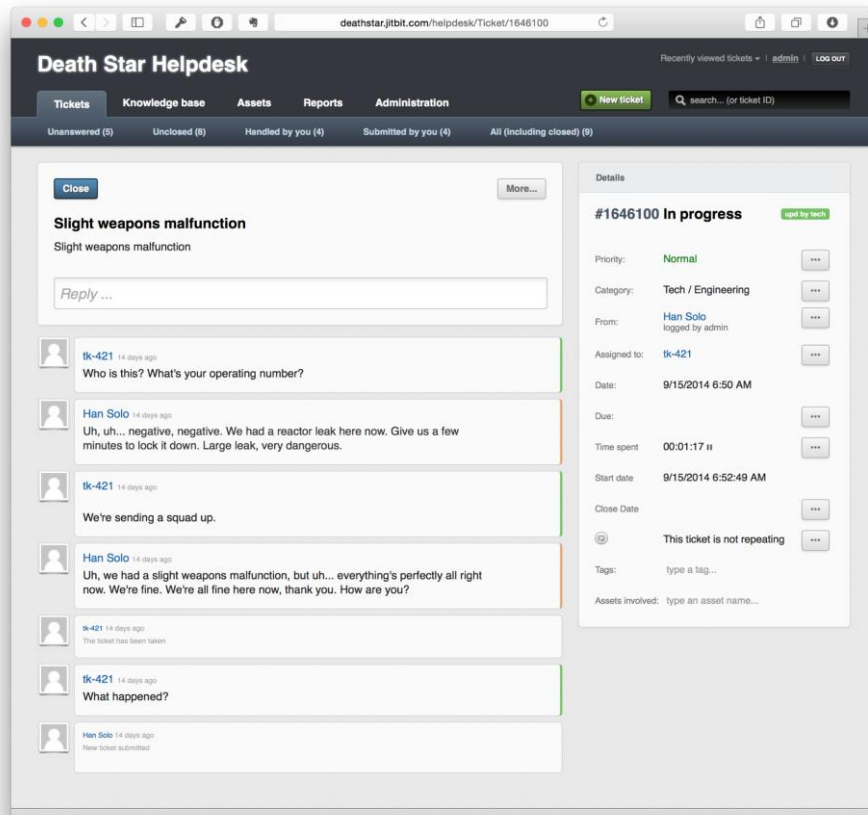 deathstar.jitbit.com/helpdesk/Ticket/1646100
Death Star Helpdesk
Recently viewed tickets
admin
LOG OUT
Tickets
Knowledge base
Assets
Reports
Administration
New ticket
search... (or ticket ID)
Unanswered (5)
Unclosed (8)
Handled by you (4)
Submitted by you (4)
All (including closed) (9)
Close
More...
Slight weapons malfunction
Slight weapons malfunction
Reply ...
tk-421 14 days ago
Who is this? What's your operating number?
Han Solo 14 days ago
Uh, uh... negative, negative. We had a reactor leak here now. Give us a few
minutes to lock it down. Large leak, very dangerous.
tk-421 14 days ago
We're sending a squad up.
Han Solo 14 days ago
Uh, we had a slight weapons malfunction, but uh... everything's perfectly all right
now. We're fine. We're all fine here now, thank you. How are you?
tk-421 14 days ago
The ticket has been taken
tk-421 14 days ago
What happened?
Han Solo 14 days ago
New ticket submitted
Details
#1646100 In progress
upd by tech
Priority: Normal
Category: Tech / Engineering
From: Han Solo
logged by admin
Assigned to: tk-421
Date: 9/15/2014 6:50 AM
Due:
Time spent 00:01:17
Start date 9/15/2014 6:52:49 AM
Close Date
This ticket is not repeating
Tags: type a tag...
Assets involved: type an asset name...